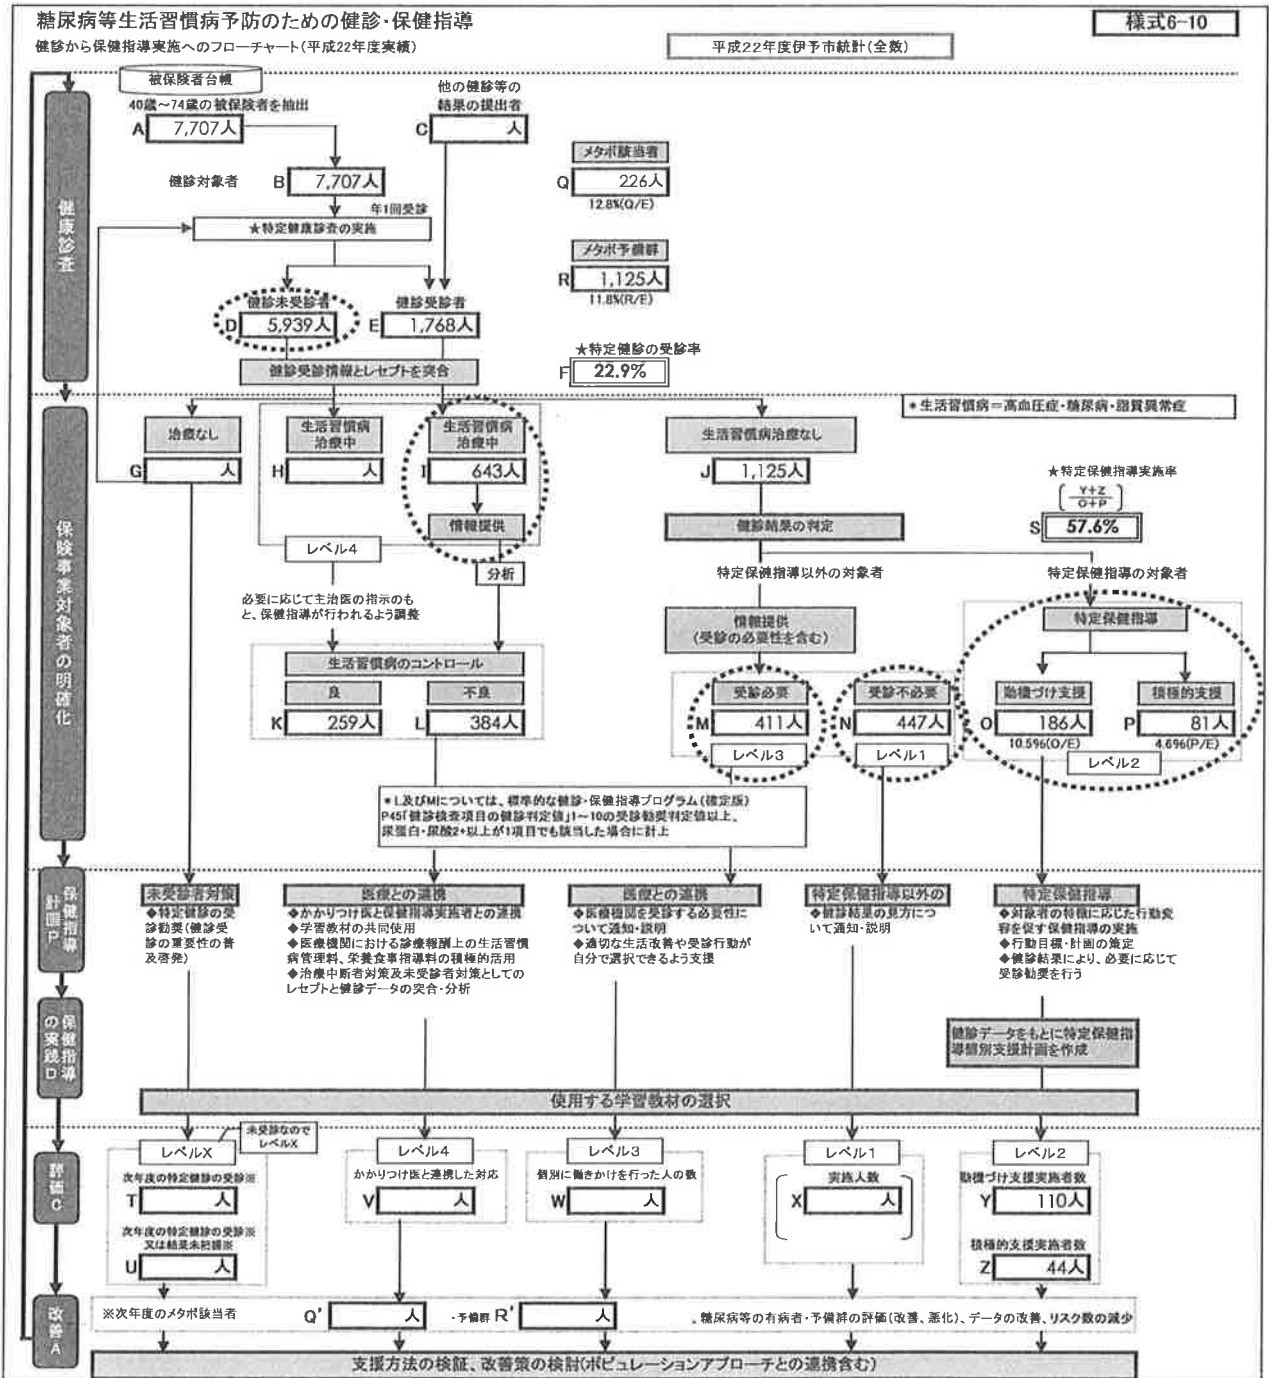 糖尿病等生活習慣病予防のための健診・保健指導
様式6-10
健診から保健指導実施へのフローチャート(平成22年度実績)
平成22年度伊予市統計(全数)
被保険者台帳
40歳～74歳の被保険者を抽出
A 7,707人
他の健診等の
結果の提出者
C 人
健診対象者
B 7,707人
年1回受診
★特定健康診査の実施
メタボ該当者
Q 226人
12.8%(Q/E)
メタボ予備群
R 1,125人
11.8%(R/E)
健診未受診者
D 5,939人
健診受診者
E 1,768人
★特定健診の受診率
F 22.9%
健診受診情報とレセプトを突合
健康診査
*生活習慣病=高血圧症・糖尿病・脂質異常症
治療なし
G 人
生活習慣病
治療中
H 人
生活習慣病
治療中
I 643人
情報提供
レベル4
分析
生活習慣病治療なし
J 1,125人
健診結果の判定
★特定保健指導実施率
(Y+Z
O+P)
S 57.6%
特定保健指導以外の対象者
特定保健指導の対象者
必要に応じて主治医の指示のも
と、保健指導が行われるよう調整
情報提供
(受診の必要性を含む)
特定保健指導
生活習慣病のコントロール
良
K 259人
不良
L 384人
受診必要
M 411人
レベル3
受診不必要
N 447人
レベル1
動機づけ支援
O 186人
10.5%(O/E)
積極的支援
P 81人
4.6%(P/E)
レベル2
保険事業対象者の明確化
*L及びMについては、標準的な健診・保健指導プログラム(確定版)
P45「健診検査項目の健診判定値」1～10の受診勧奨判定値以上、
尿蛋白・尿酸2+以上が1項目でも該当した場合に計上
保健指導
計画P
未受診者対策
◆特定健診の受
診勧奨(健診受
診の重要性の普
及啓発)
医療との連携
◆かかりつけ医と保健指導実施者との連携
◆学習教材の共同使用
◆医療機関における診療報酬上の生活習慣
病管理料、栄養食事指導料の積極的活用
◆治療中断者対策及び未受診者対策としての
レセプトと健診データの突合・分析
医療との連携
◆医療機関を受診する必要性に
ついて通知・説明
◆適切な生活改善や受診行動が
自分で選択できるよう支援
特定保健指導以外の
◆健診結果の見方につ
いて通知・説明
特定保健指導
◆対象者の特徴に応じた行動変
容を促す保健指導の実施
◆行動目標・計画の策定
◆健診結果により、必要に応じて
受診勧奨を行う
保健指導
の実践D
健診データをもとに特定保健指
導個別支援計画を作成
使用する学習教材の選択
評価C
レベルX
未受診なので
レベルX
次年度の特定健診の受診※
T 人
次年度の特定健診の受診※
又は結果未把握※
U 人
レベル4
かかりつけ医と連携した対応
V 人
レベル3
個別に働きかけを行った人の数
W 人
レベル1
実施人数
X 人
レベル2
動機づけ支援実施者数
Y 110人
積極的支援実施者数
Z 44人
改善A
※次年度のメタボ該当者 Q' 人 ・予備群 R' 人 、糖尿病等の有病者・予備群の評価(改善、悪化)、データの改善、リスク数の減少
支援方法の検証、改善策の検討(ポピュレーションアプローチとの連携含む)